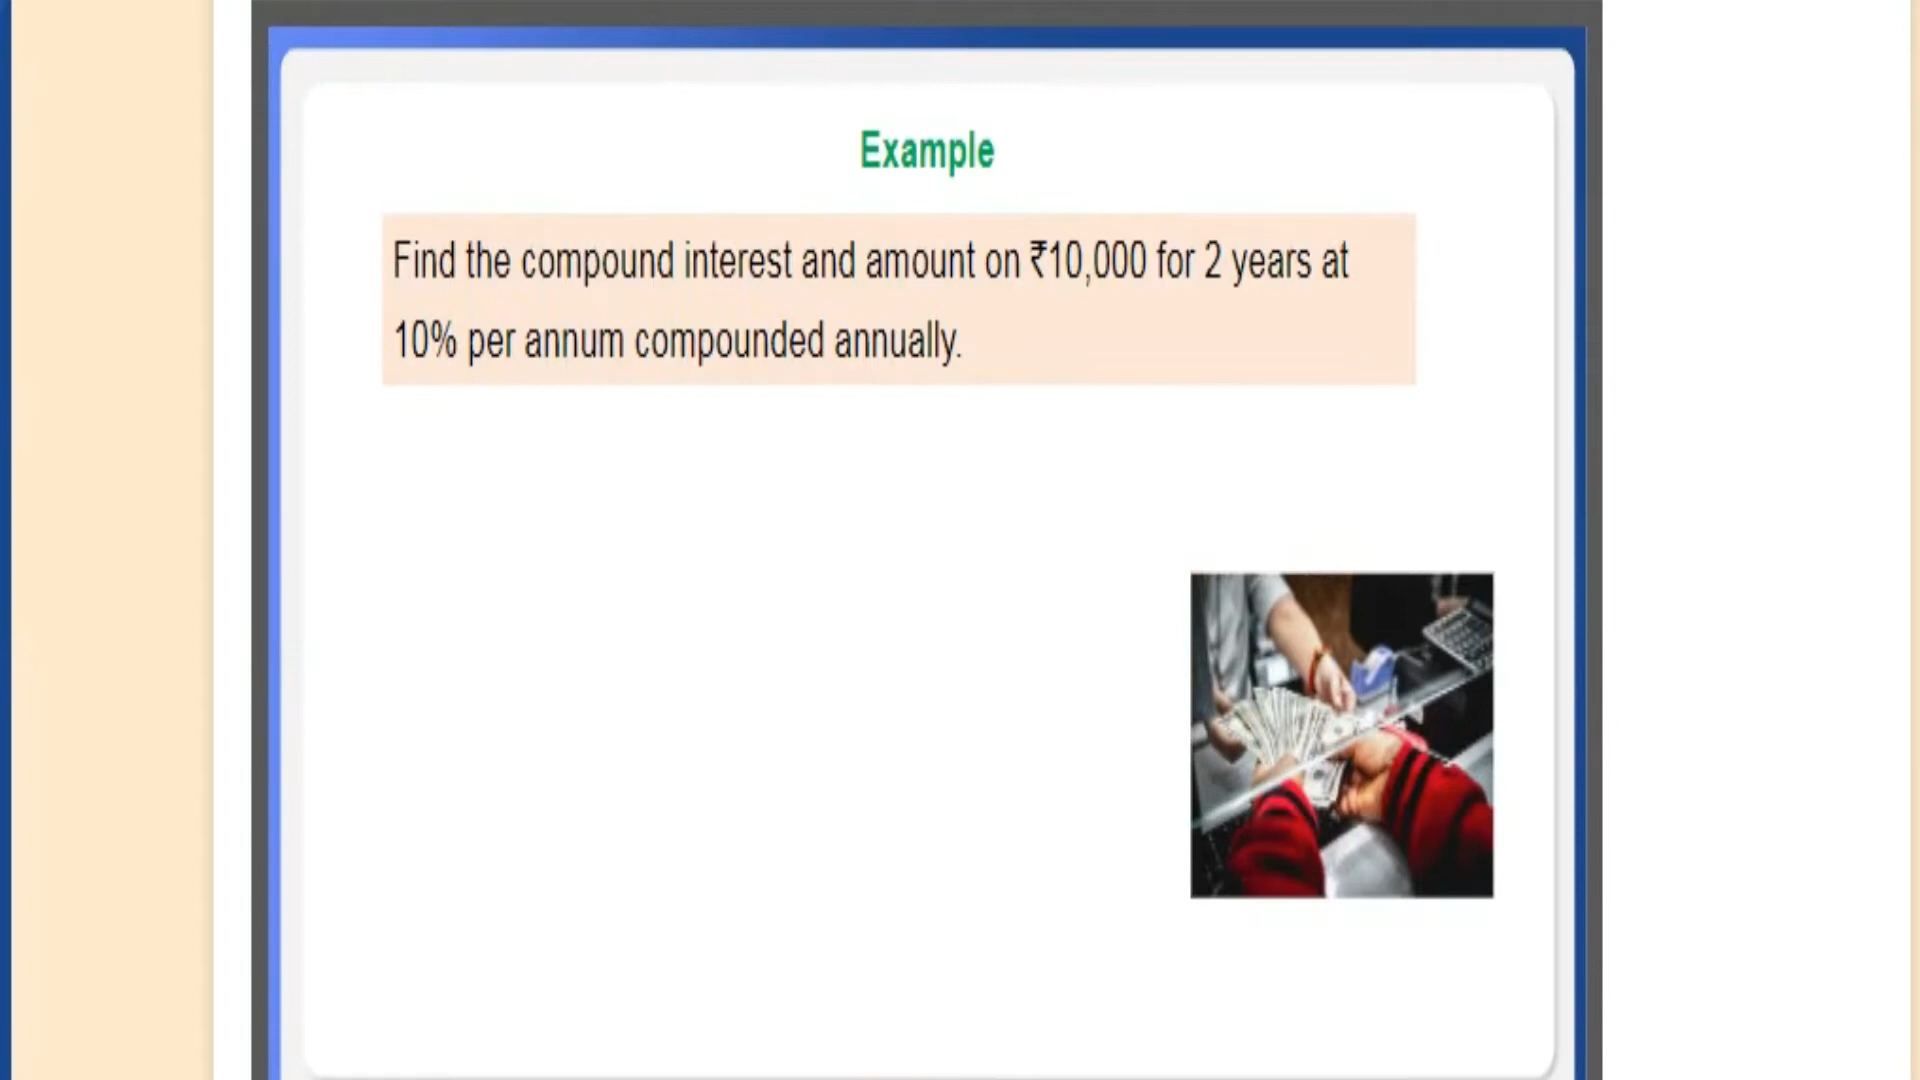 Example
Find the compound interest and amount on ₹10,000 for 2 years at
10% per annum compounded annually.